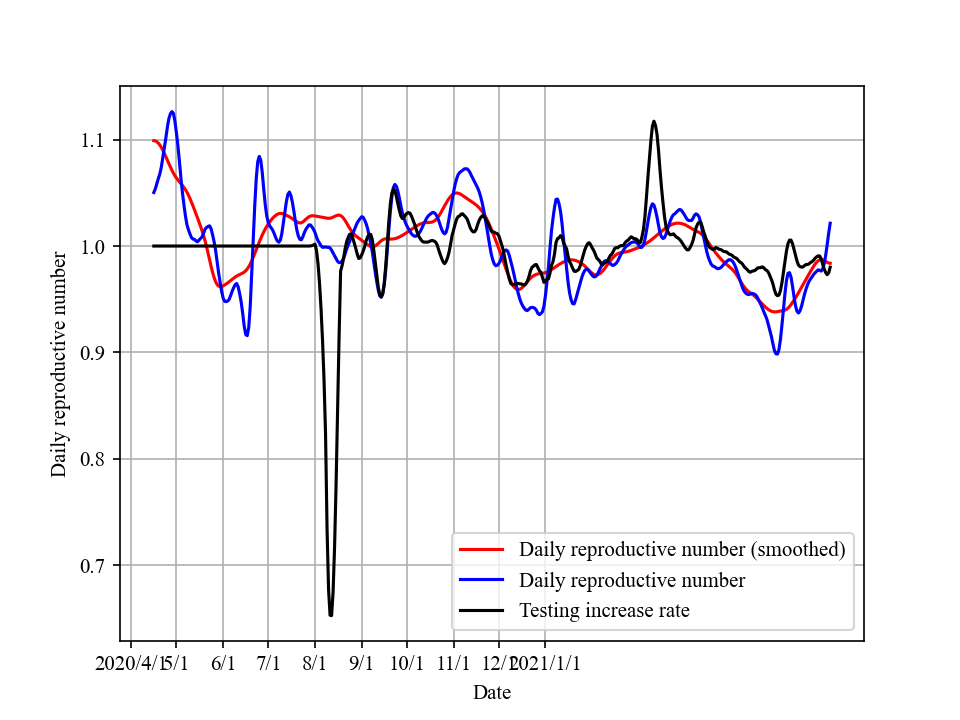 Daily reproductive number
1.1
1.0
0.9
0.8
0.7
Daily reproductive number (smoothed)
Daily reproductive number
Testing increase rate
2020/4/1 5/1 6/1 7/1 8/1 9/1 10/1 11/1 12/1 2021/1/1
Date